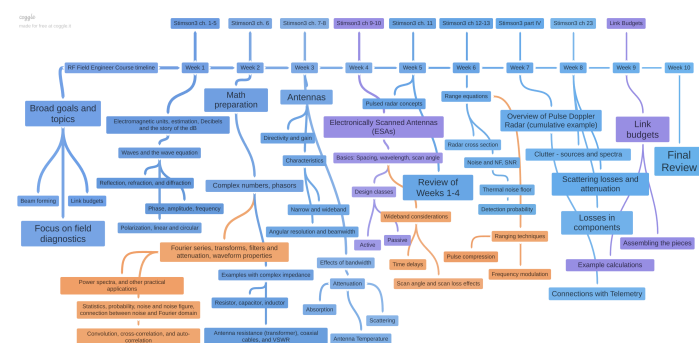 coggle
made for free at coggle.it
Stimson3 ch. 1-5
Stimson3 ch. 6
Stimson3 ch. 7-8
Stimson3 ch 9-10
Stimson3 ch. 11
Stimson3 ch 12-13
Stimson3 part IV
Stimson3 ch 23
Link Budgets
RF Field Engineer Course timeline
Week 1
Week 2
Week 3
Week 4
Week 5
Week 6
Week 7
Week 8
Week 9
Week 10
Broad goals and
topics
Beam forming
Link budgets
Focus on field
diagnostics
Electromagnetic units, estimation, Decibels
and the story of the dB
Waves and the wave equation
Reflection, refraction, and diffraction
Phase, amplitude, frequency
Polarization, linear and circular
Math
preparation
Complex numbers, phasors
Fourier series, transforms, filters and
attenuation, waveform properties
Power spectra, and other practical
applications
Statistics, probability, noise and noise figure,
connection between noise and Fourier domain
Convolution, cross-correlation, and auto-
correlation
Examples with complex impedance
Resistor, capacitor, inductor
Antenna resistance (transformer), coaxial
cables, and VSWR
Antennas
Directivity and gain
Characteristics
Narrow and wideband
Angular resolution and beamwidth
Effects of bandwidth
Attenuation
Absorption
Scattering
Antenna Temperature
Electronically Scanned Antennas
(ESAs)
Basics: Spacing, wavelength, scan angle
Design classes
Active
Passive
Wideband considerations
Time delays
Scan angle and scan loss effects
Pulsed radar concepts
Review of
Weeks 1-4
Range equations
Radar cross section
Noise and NF, SNR
Thermal noise floor
Detection probability
Ranging techniques
Pulse compression
Frequency modulation
Overview of Pulse Doppler
Radar (cumulative example)
Clutter - sources and spectra
Scattering losses and
attenuation
Losses in
components
Connections with Telemetry
Link
budgets
Assembling the pieces
Example calculations
Final
Review